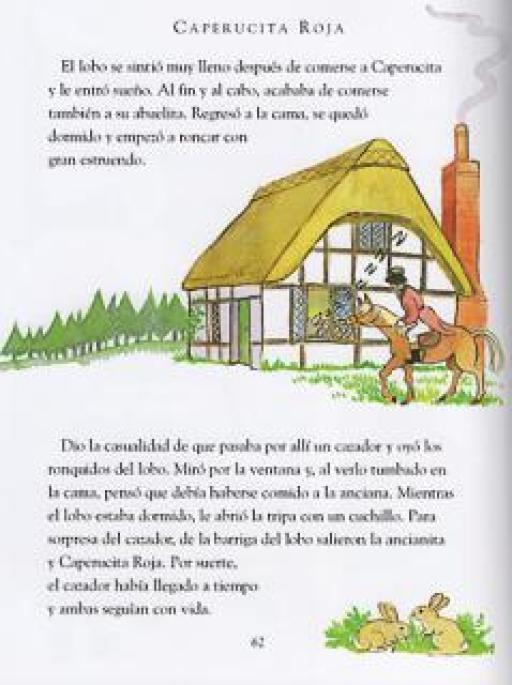 CAPERUCITA ROJA
El lobo se sintió muy lleno después de comerse a Caperucita
y le entró sueño. Al fin y al cabo, acababa de comerse
también a su abuelita. Regresó a la cama, se quedó
dormido y empezó a roncar con
gran estruendo.
Z
Z
Z
Dio la casualidad de que pasaba por allí un cazador y oyó los
ronquidos del lobo. Miró por la ventana y, al verlo tumbado en
la cama, pensó que debía haberse comido a la anciana. Mientras
el lobo estaba dormido, le abrió la tripa con un cuchillo. Para
sorpresa del cazador, de la barriga del lobo salieron la ancianita
y Caperucita Roja. Por suerte,
el cazador había llegado a tiempo
y ambas seguían con vida.
62